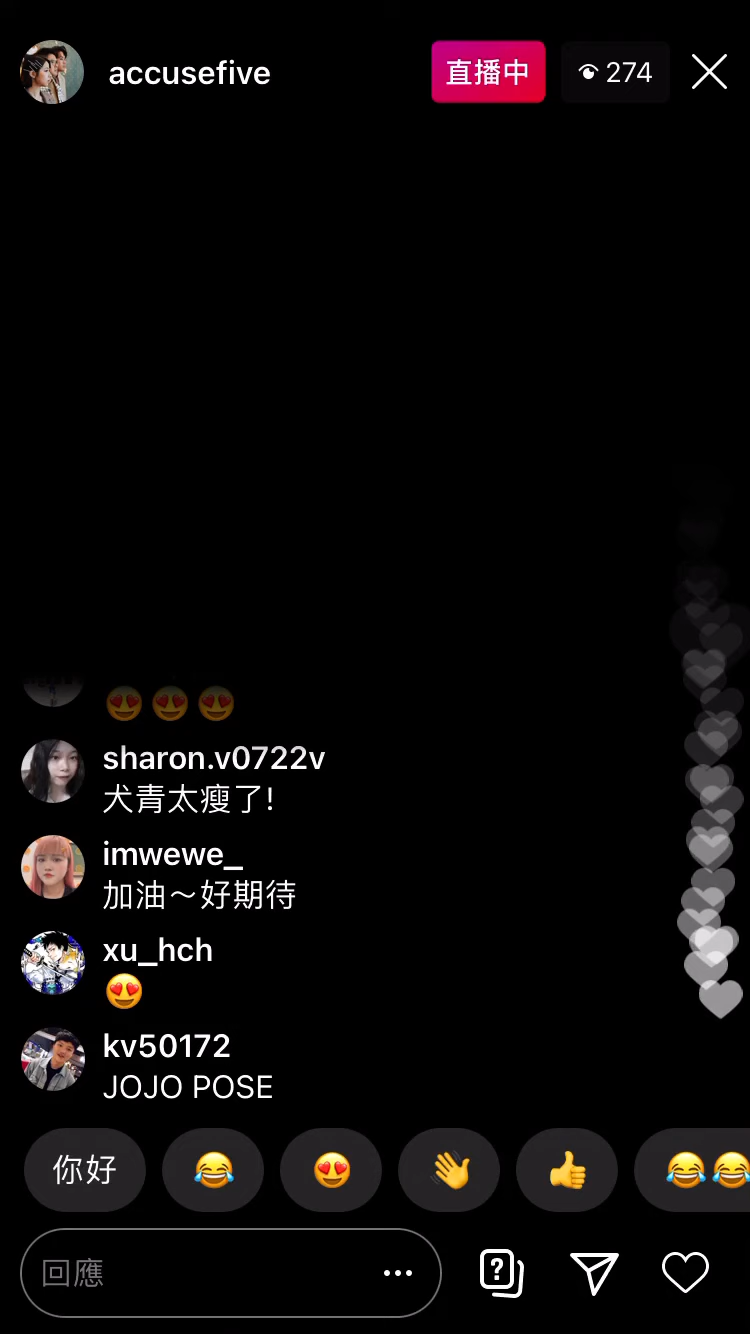 accusefive
直播中
274
😍😍😍
sharon.v0722v
犬青太瘦了!
imwewe_
加油～好期待
xu_hch
😍
kv50172
JOJO POSE
你好 😂 😍 👋 👍 😂😂
回應